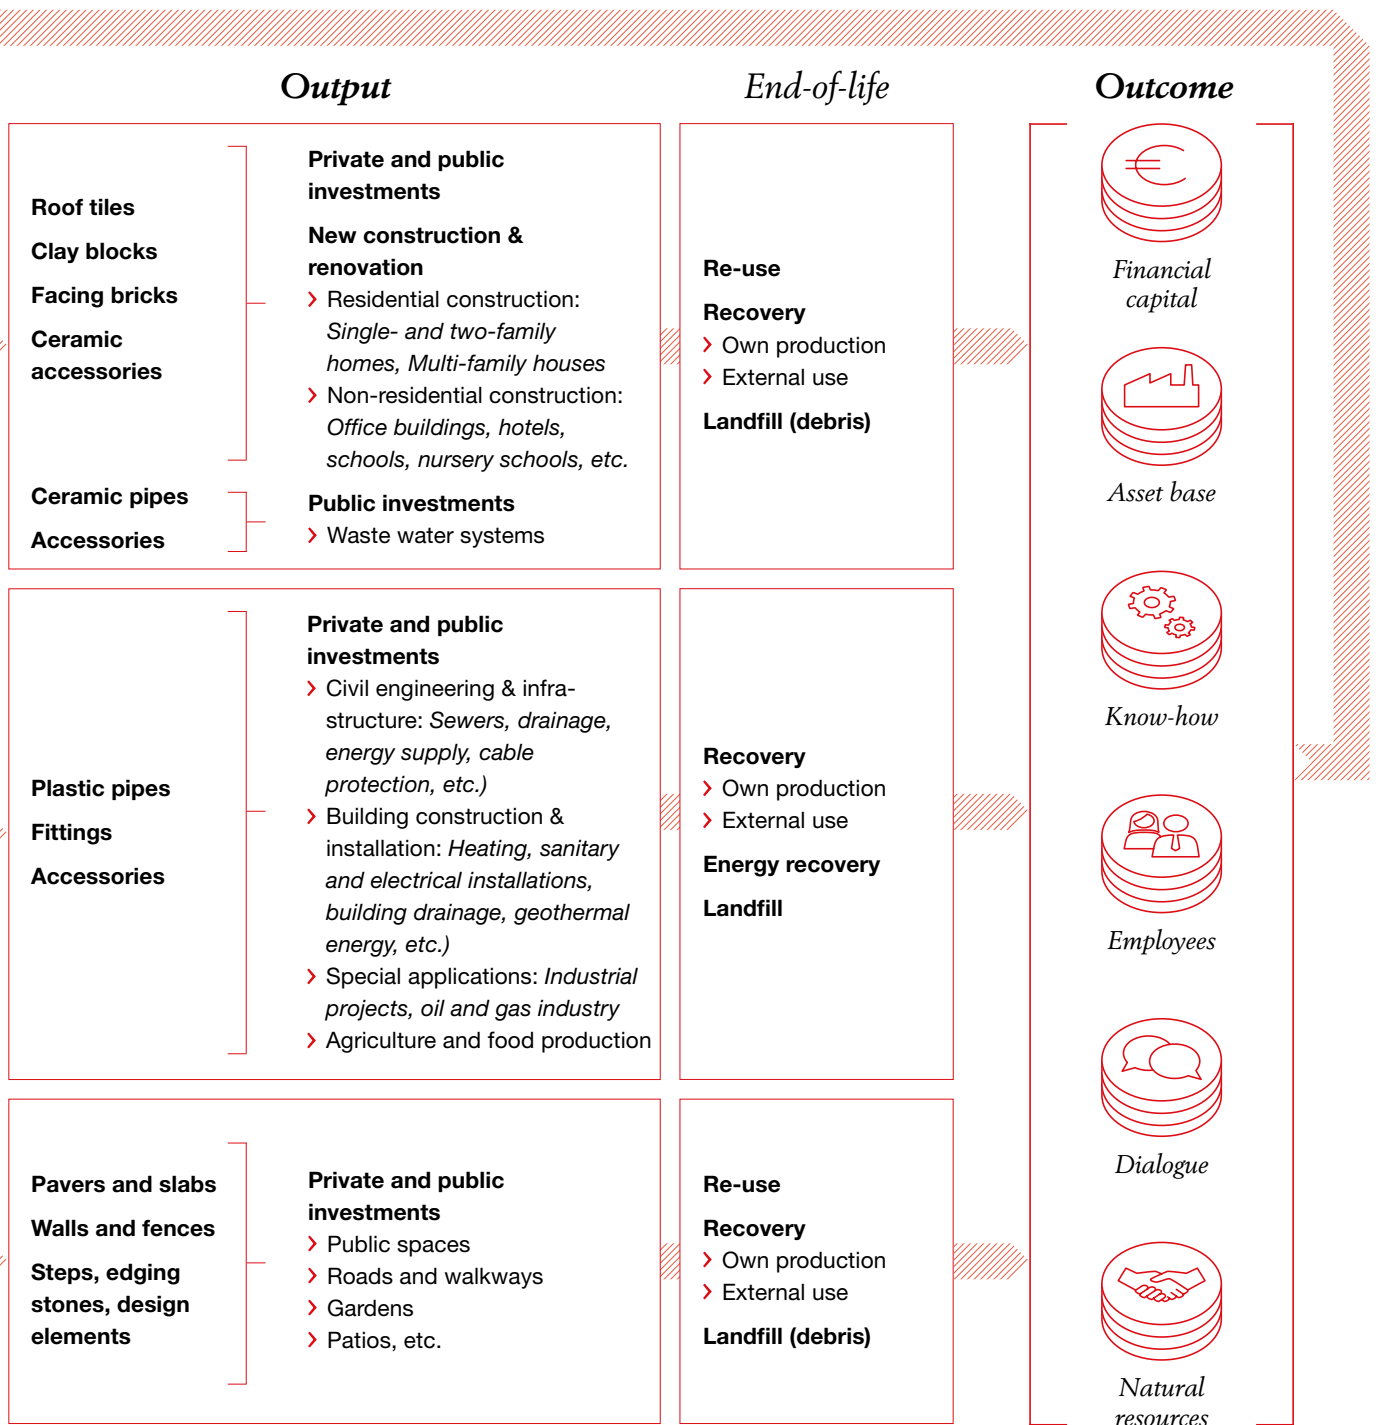 Output
End-of-life
Outcome
Roof tiles
Clay blocks
Facing bricks
Ceramic
accessories
Private and public
investments
New construction &
renovation
Residential construction:
Single- and two-family
homes, Multi-family houses
Non-residential construction:
Office buildings, hotels,
schools, nursery schools, etc.
Ceramic pipes
Accessories
Public investments
Waste water systems
Re-use
Recovery
Own production
External use
Landfill (debris)
Plastic pipes
Fittings
Accessories
Private and public
investments
Civil engineering & infra-
structure: Sewers, drainage,
energy supply, cable
protection, etc.)
Building construction &
installation: Heating, sanitary
and electrical installations,
building drainage, geothermal
energy, etc.)
Special applications: Industrial
projects, oil and gas industry
Agriculture and food production
Recovery
Own production
External use
Energy recovery
Landfill
Pavers and slabs
Walls and fences
Steps, edging
stones, design
elements
Private and public
investments
Public spaces
Roads and walkways
Gardens
Patios, etc.
Re-use
Recovery
Own production
External use
Landfill (debris)
Financial
capital
Asset base
Know-how
Employees
Dialogue
Natural
resources